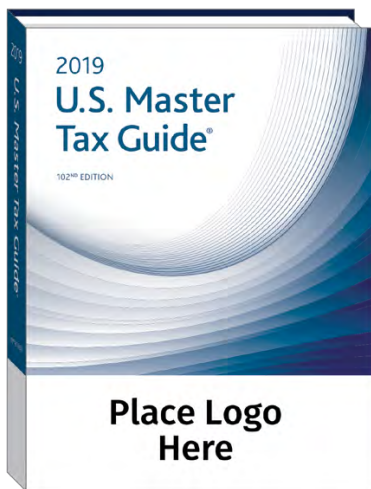 2019
U.S. Master
Tax Guide®
102ND EDITION
Place Logo
Here
2019
U.S. Master Tax Guide®